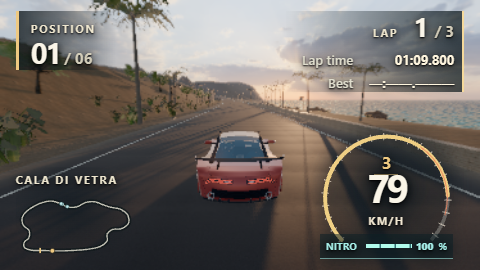 POSITION
01 / 06
LAP 1 / 3
Lap time 01:09.800
Best --:--.---
CALA DI VETRA
3
79
KM/H
NITRO 100 %